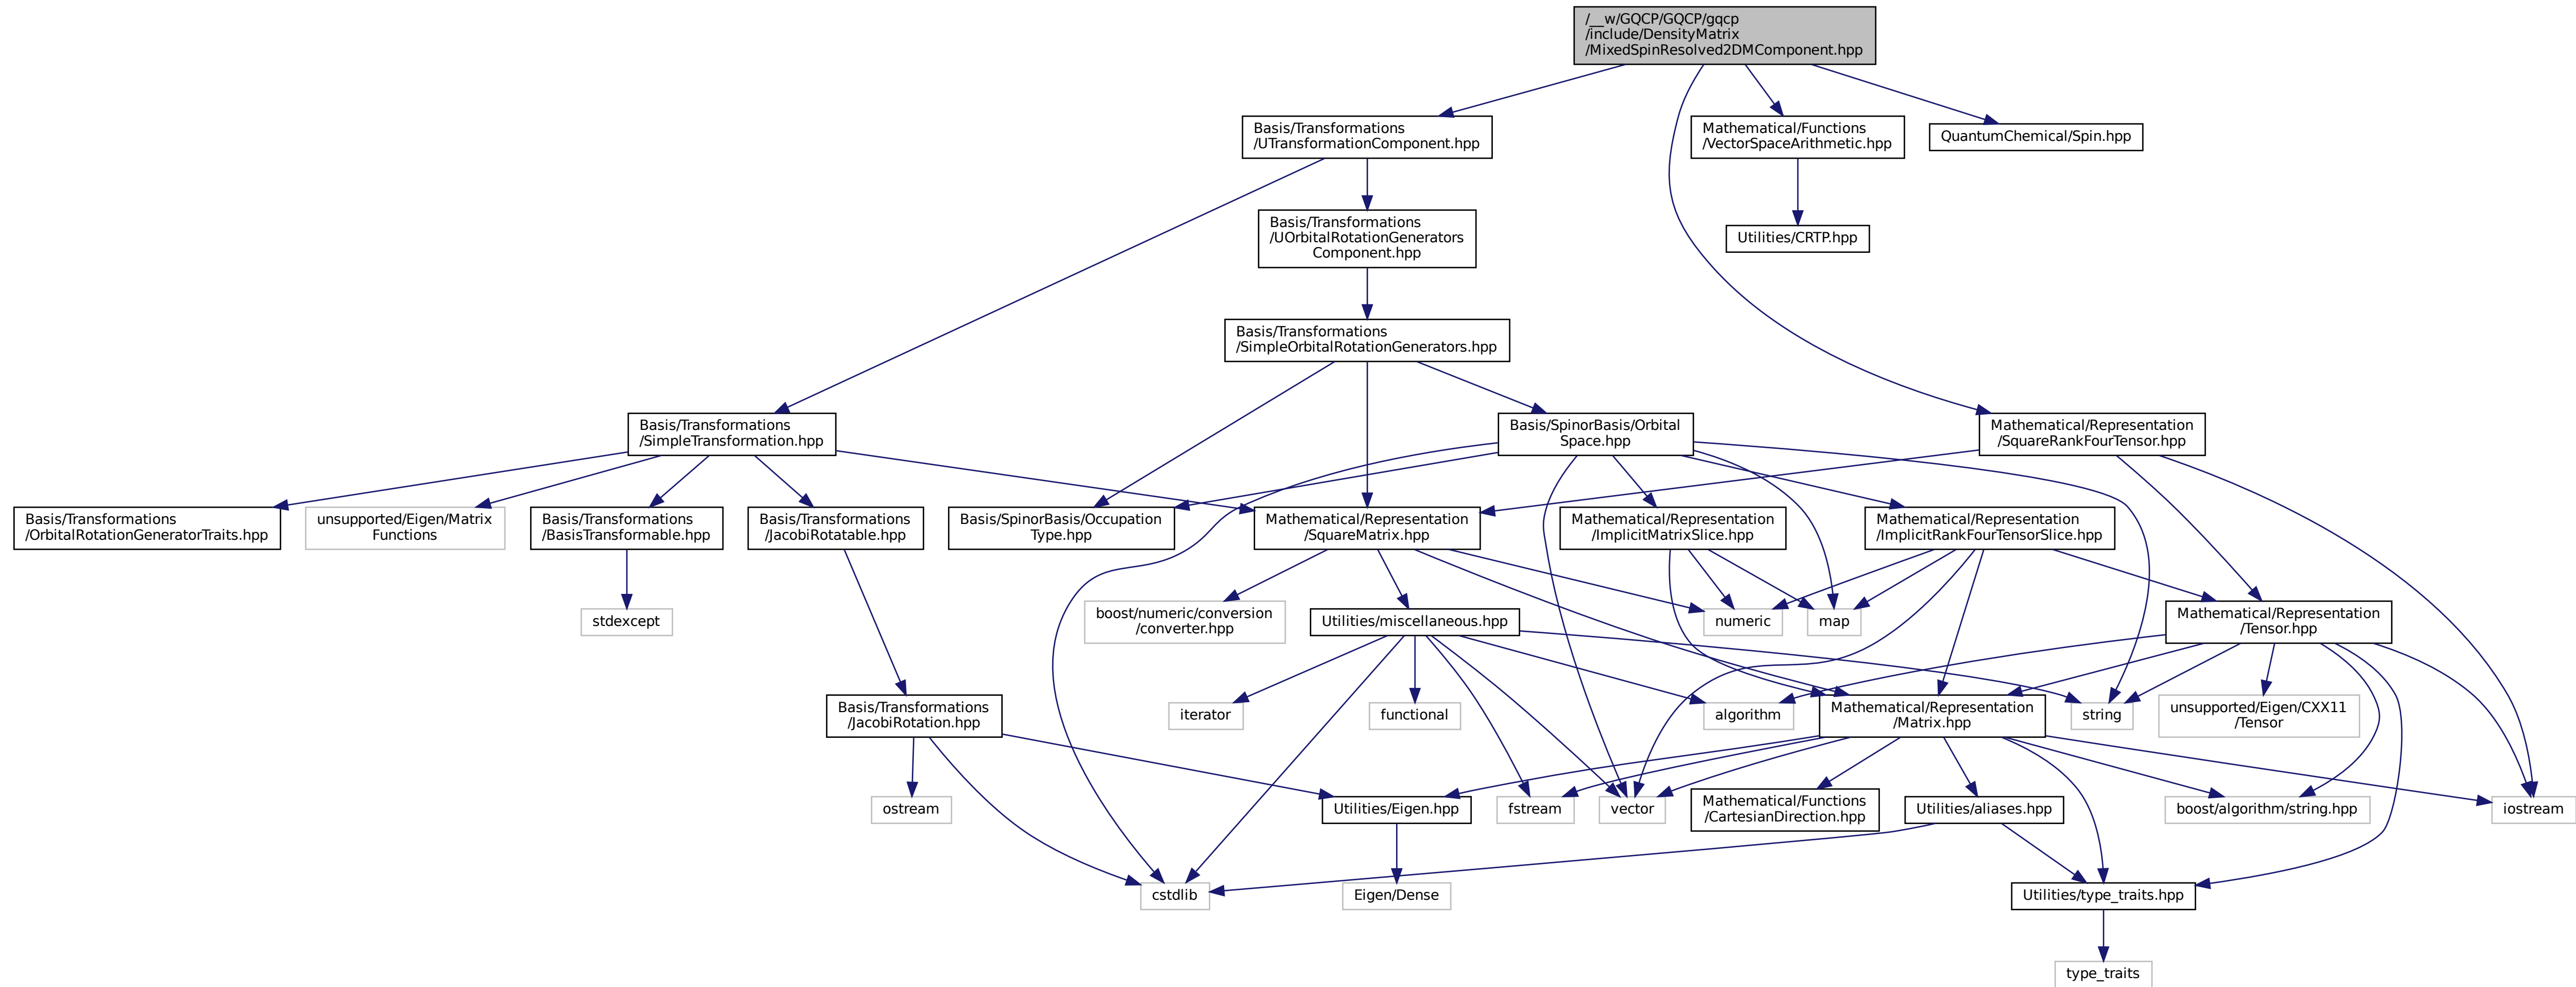 /__w/GQCP/GQCP/gqcp
/include/DensityMatrix
/MixedSpinResolved2DMComponent.hpp
Basis/Transformations
/UTransformationComponent.hpp
Mathematical/Functions
/VectorSpaceArithmetic.hpp
QuantumChemical/Spin.hpp
Basis/Transformations
/UOrbitalRotationGenerators
Component.hpp
Utilities/CRTP.hpp
Basis/Transformations
/SimpleOrbitalRotationGenerators.hpp
Basis/Transformations
/SimpleTransformation.hpp
Basis/SpinorBasis/Orbital
Space.hpp
Mathematical/Representation
/SquareRankFourTensor.hpp
Basis/Transformations
/OrbitalRotationGeneratorTraits.hpp
unsupported/Eigen/Matrix
Functions
Basis/Transformations
/BasisTransformable.hpp
Basis/Transformations
/JacobiRotatable.hpp
Basis/SpinorBasis/Occupation
Type.hpp
Mathematical/Representation
/SquareMatrix.hpp
Mathematical/Representation
/ImplicitMatrixSlice.hpp
Mathematical/Representation
/ImplicitRankFourTensorSlice.hpp
stdexcept
boost/numeric/conversion
/converter.hpp
Utilities/miscellaneous.hpp
numeric
map
Mathematical/Representation
/Tensor.hpp
Basis/Transformations
/JacobiRotation.hpp
iterator
functional
algorithm
Mathematical/Representation
/Matrix.hpp
string
unsupported/Eigen/CXX11
/Tensor
ostream
Utilities/Eigen.hpp
fstream
vector
Mathematical/Functions
/CartesianDirection.hpp
Utilities/aliases.hpp
boost/algorithm/string.hpp
iostream
cstdlib
Eigen/Dense
Utilities/type_traits.hpp
type_traits